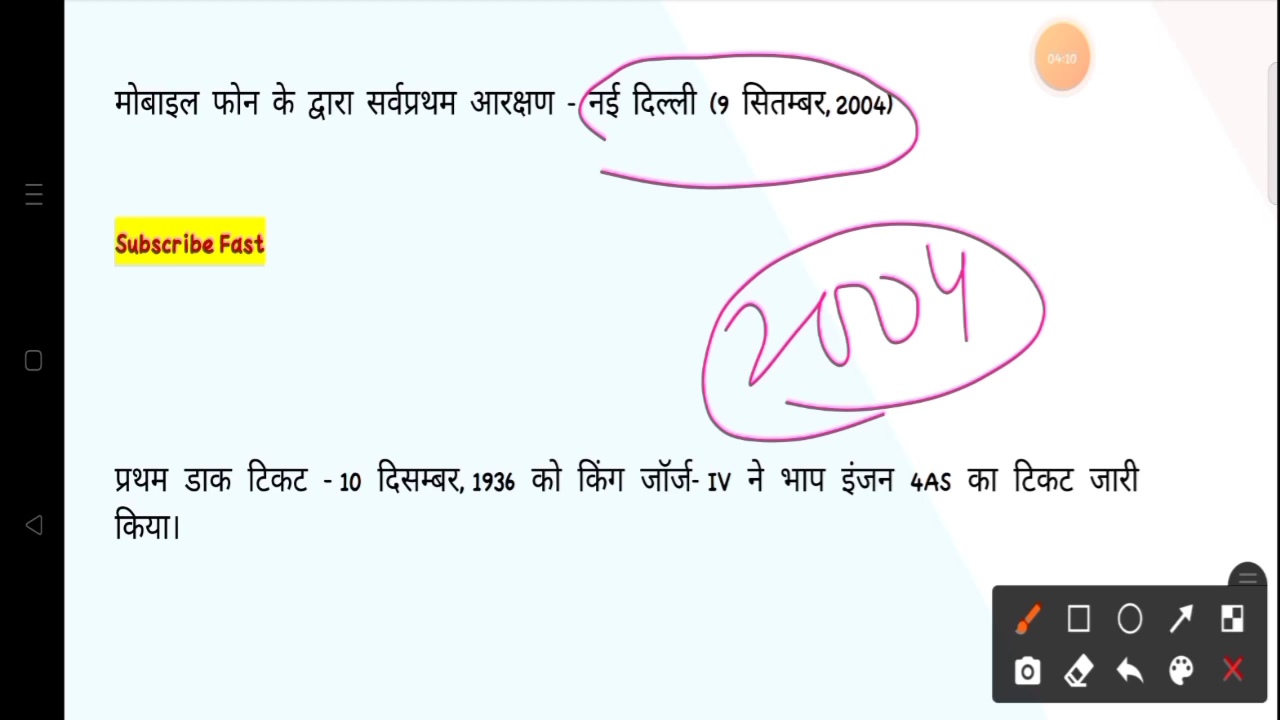 04:10
मोबाइल फोन के द्वारा सर्वप्रथम आरक्षण - नई दिल्ली (9 सितम्बर, 2004)
Subscribe Fast
2004
प्रथम डाक टिकट - 10 दिसम्बर, 1936 को किंग जॉर्ज- IV ने भाप इंजन 4AS का टिकट जारी
किया।